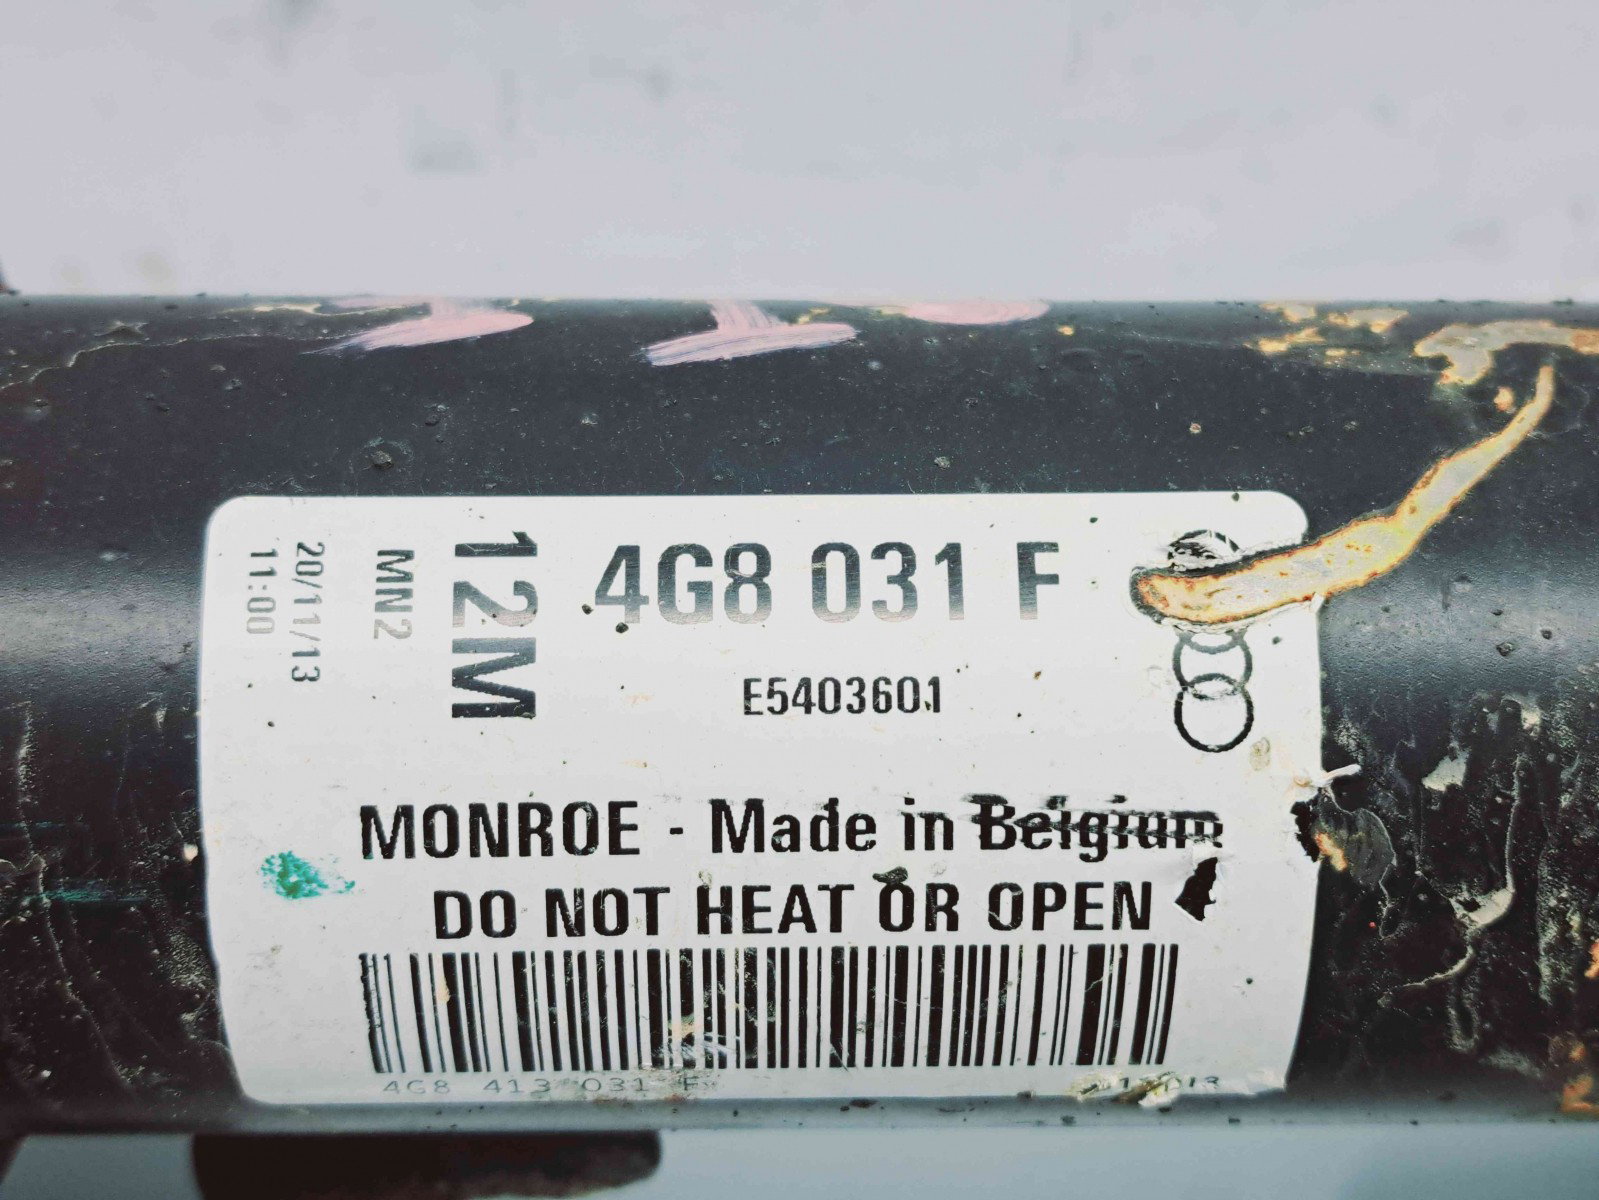 20/11/13
11:00
MN2
12M
4G8 031 F
E5403601
MONROE - Made in Belgium
DO NOT HEAT OR OPEN
4G8 413 031 F